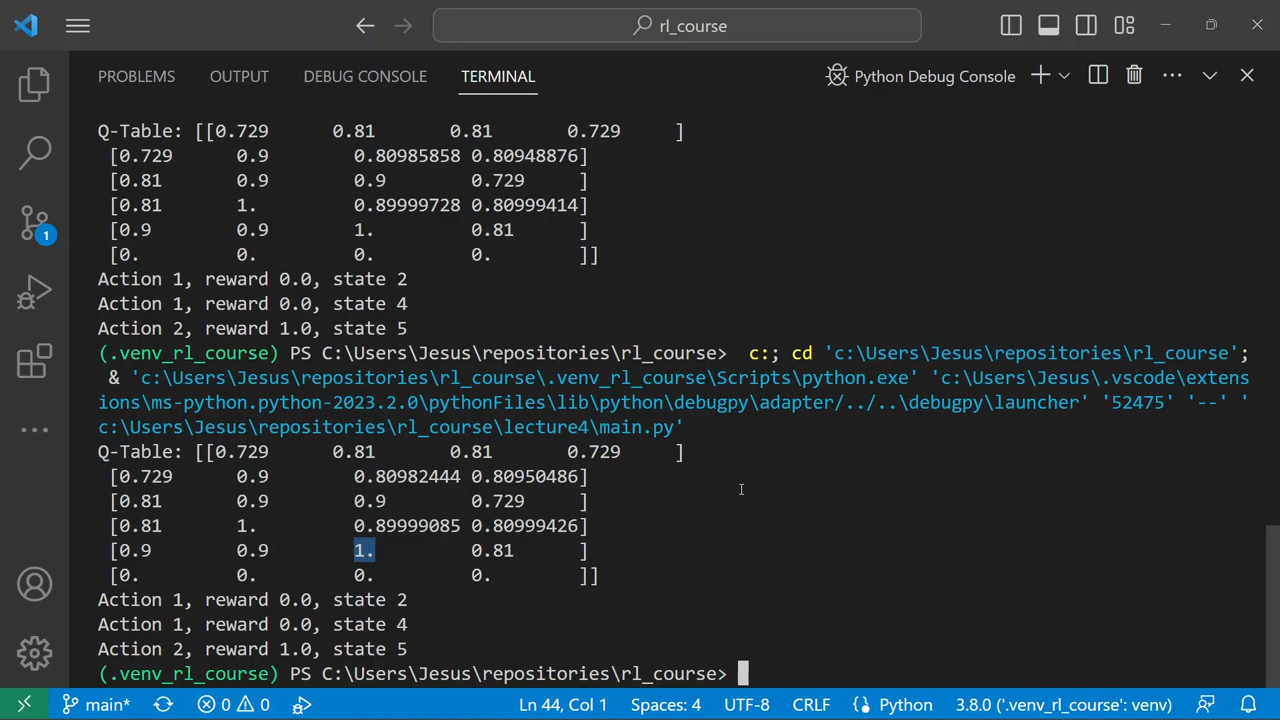 rl_course
PROBLEMS OUTPUT DEBUG CONSOLE TERMINAL Python Debug Console
Q-Table: [[0.729      0.81       0.81       0.729     ]
 [0.729      0.9        0.80985858 0.80948876]
 [0.81       0.9        0.9        0.729     ]
 [0.81       1.         0.89999728 0.80999414]
 [0.9        0.9        1.         0.81      ]
 [0.         0.         0.         0.        ]]
Action 1, reward 0.0, state 2
Action 1, reward 0.0, state 4
Action 2, reward 1.0, state 5
(.venv_rl_course) PS C:\Users\Jesus\repositories\rl_course>  c:; cd 'c:\Users\Jesus\repositories\rl_course';
 & 'c:\Users\Jesus\repositories\rl_course\.venv_rl_course\Scripts\python.exe' 'c:\Users\Jesus\.vscode\extens
ions\ms-python.python-2023.2.0\pythonFiles\lib\python\debugpy\adapter/../..\debugpy\launcher' '52475' '--' '
c:\Users\Jesus\repositories\rl_course\lecture4\main.py'
Q-Table: [[0.729      0.81       0.81       0.729     ]
 [0.729      0.9        0.80982444 0.80950486]
 [0.81       0.9        0.9        0.729     ]
 [0.81       1.         0.89999085 0.80999426]
 [0.9        0.9        1.         0.81      ]
 [0.         0.         0.         0.        ]]
Action 1, reward 0.0, state 2
Action 1, reward 0.0, state 4
Action 2, reward 1.0, state 5
(.venv_rl_course) PS C:\Users\Jesus\repositories\rl_course>
1
main* 0 0 Ln 44, Col 1 Spaces: 4 UTF-8 CRLF Python 3.8.0 ('.venv_rl_course': venv)